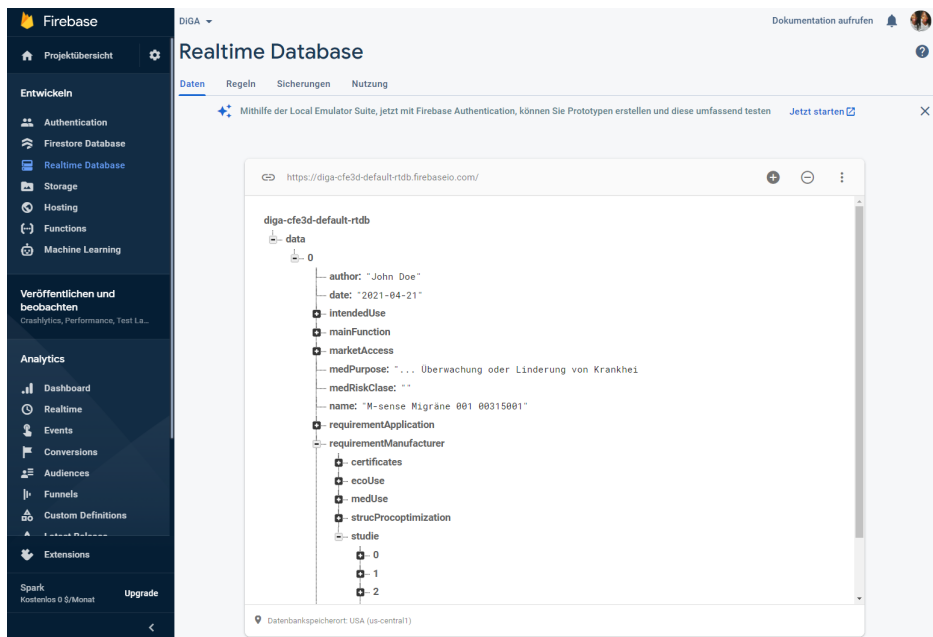 Firebase
Projektübersicht
Entwickeln
Authentication
Firestore Database
Realtime Database
Storage
Hosting
Functions
Machine Learning
Veröffentlichen und
beobachten
Crashlytics, Performance, Test La...
Analytics
Dashboard
Realtime
Events
Conversions
Audiences
Funnels
Custom Definitions
Latest Release
Extensions
Spark
Kostenlos 0 $/Monat
Upgrade
DiGA
Dokumentation aufrufen
Realtime Database
Daten Regeln Sicherungen Nutzung
Mithilfe der Local Emulator Suite, jetzt mit Firebase Authentication, können Sie Prototypen erstellen und diese umfassend testen Jetzt starten
https://diga-cfe3d-default-rtdb.firebaseio.com/
diga-cfe3d-default-rtdb
data
0
author: "John Doe"
date: "2021-04-21"
intendedUse
mainFunction
marketAccess
medPurpose: "... Überwachung oder Linderung von Krankhei
medRiskClase: ""
name: "M-sense Migräne 001 00315001"
requirementApplication
requirementManufacturer
certificates
ecoUse
medUse
strucProcoptimization
studie
0
1
2
Datenbankspeicherort: USA (us-central1)